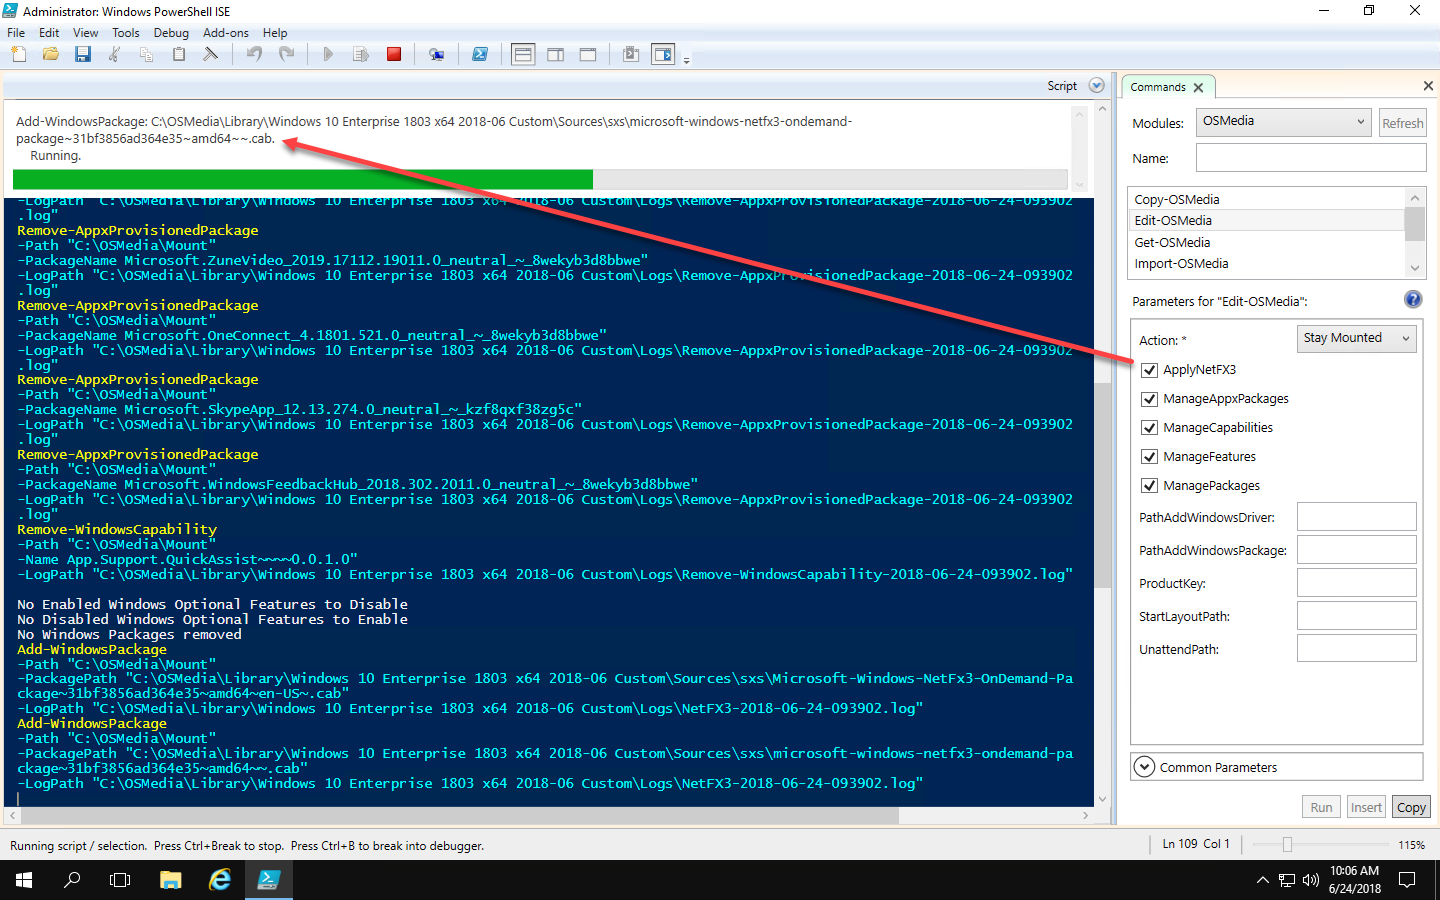 Administrator: Windows PowerShell ISE
File Edit View Tools Debug Add-ons Help
Script
Add-WindowsPackage: C:\OSMedia\Library\Windows 10 Enterprise 1803 x64 2018-06 Custom\Sources\sxs\microsoft-windows-netfx3-ondemand-
package~31bf3856ad364e35~amd64~~.cab.
Running.
-LogPath "C:\OSMedia\Library\Windows 10 Enterprise 1803 x64 2018-06 Custom\Logs\Remove-AppxProvisionedPackage-2018-06-24-093902
.log"
Remove-AppxProvisionedPackage
-Path "C:\OSMedia\Mount"
-PackageName Microsoft.ZuneVideo_2019.17112.19011.0_neutral_~_8wekyb3d8bbwe"
-LogPath "C:\OSMedia\Library\Windows 10 Enterprise 1803 x64 2018-06 Custom\Logs\Remove-AppxProvisionedPackage-2018-06-24-093902
.log"
Remove-AppxProvisionedPackage
-Path "C:\OSMedia\Mount"
-PackageName Microsoft.OneConnect_4.1801.521.0_neutral_~_8wekyb3d8bbwe"
-LogPath "C:\OSMedia\Library\Windows 10 Enterprise 1803 x64 2018-06 Custom\Logs\Remove-AppxProvisionedPackage-2018-06-24-093902
.log"
Remove-AppxProvisionedPackage
-Path "C:\OSMedia\Mount"
-PackageName Microsoft.SkypeApp_12.13.274.0_neutral_~_kzf8qxf38zg5c"
-LogPath "C:\OSMedia\Library\Windows 10 Enterprise 1803 x64 2018-06 Custom\Logs\Remove-AppxProvisionedPackage-2018-06-24-093902
.log"
Remove-AppxProvisionedPackage
-Path "C:\OSMedia\Mount"
-PackageName Microsoft.WindowsFeedbackHub_2018.302.2011.0_neutral_~_8wekyb3d8bbwe"
-LogPath "C:\OSMedia\Library\Windows 10 Enterprise 1803 x64 2018-06 Custom\Logs\Remove-AppxProvisionedPackage-2018-06-24-093902
.log"
Remove-WindowsCapability
-Path "C:\OSMedia\Mount"
-Name App.Support.QuickAssist~~~~0.0.1.0"
-LogPath "C:\OSMedia\Library\Windows 10 Enterprise 1803 x64 2018-06 Custom\Logs\Remove-WindowsCapability-2018-06-24-093902.log"
No Enabled Windows Optional Features to Disable
No Disabled Windows Optional Features to Enable
No Windows Packages removed
Add-WindowsPackage
-Path "C:\OSMedia\Mount"
-PackagePath "C:\OSMedia\Library\Windows 10 Enterprise 1803 x64 2018-06 Custom\Sources\sxs\Microsoft-Windows-NetFx3-OnDemand-Pa
ckage~31bf3856ad364e35~amd64~en-US~.cab"
-LogPath "C:\OSMedia\Library\Windows 10 Enterprise 1803 x64 2018-06 Custom\Logs\NetFX3-2018-06-24-093902.log"
Add-WindowsPackage
-Path "C:\OSMedia\Mount"
-PackagePath "C:\OSMedia\Library\Windows 10 Enterprise 1803 x64 2018-06 Custom\Sources\sxs\microsoft-windows-netfx3-ondemand-pa
ckage~31bf3856ad364e35~amd64~~.cab"
-LogPath "C:\OSMedia\Library\Windows 10 Enterprise 1803 x64 2018-06 Custom\Logs\NetFX3-2018-06-24-093902.log"
Commands
Modules: OSMedia Refresh
Name:
Copy-OSMedia
Edit-OSMedia
Get-OSMedia
Import-OSMedia
Parameters for "Edit-OSMedia":
Action: * Stay Mounted
ApplyNetFX3
ManageAppxPackages
ManageCapabilities
ManageFeatures
ManagePackages
PathAddWindowsDriver:
PathAddWindowsPackage:
ProductKey:
StartLayoutPath:
UnattendPath:
Common Parameters
Run Insert Copy
Running script / selection. Press Ctrl+Break to stop. Press Ctrl+B to break into debugger.
Ln 109 Col 1
115%
10:06 AM
6/24/2018